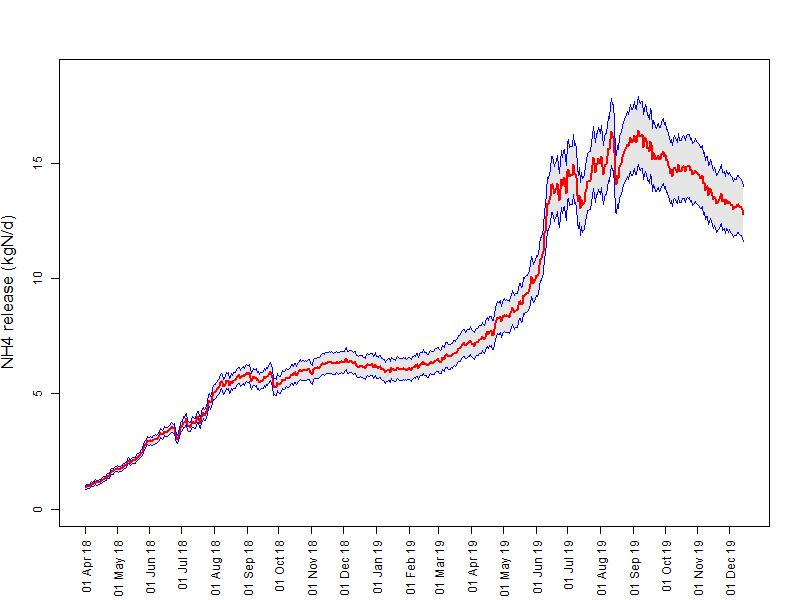 NH4 release (kgN/d)
15
10
5
0
01 Apr 18
01 May 18
01 Jun 18
01 Jul 18
01 Aug 18
01 Sep 18
01 Oct 18
01 Nov 18
01 Dec 18
01 Jan 19
01 Feb 19
01 Mar 19
01 Apr 19
01 May 19
01 Jun 19
01 Jul 19
01 Aug 19
01 Sep 19
01 Oct 19
01 Nov 19
01 Dec 19